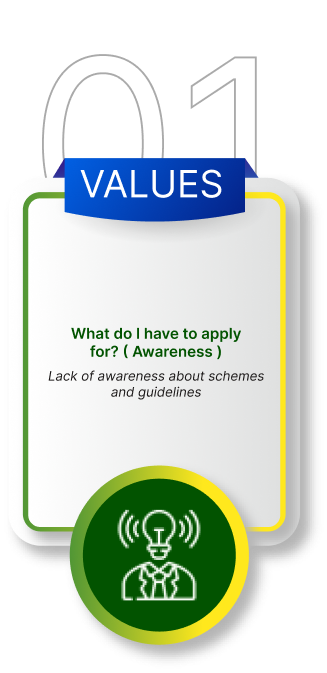 01
VALUES
What do I have to apply
for? ( Awareness )
Lack of awareness about schemes
and guidelines